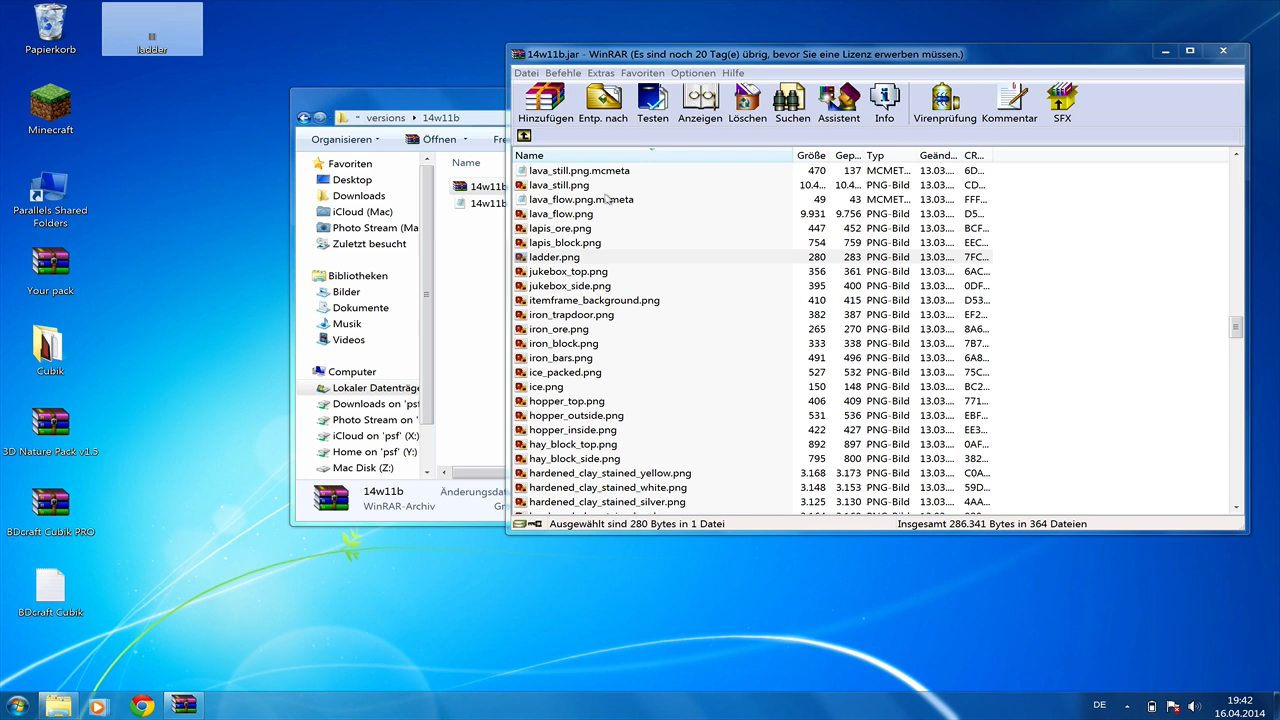 Papierkorb
ladder
Minecraft
Parallels Shared
Folders
Your pack
Cubik
3D Nature Pack v1.5
BDcraft Cubik PRO
BDcraft Cubik
versions ▸ 14w11b
Organisieren
Öffnen
Favoriten
Desktop
Downloads
iCloud (Mac)
Photo Stream (Ma
Zuletzt besucht
Bibliotheken
Bilder
Dokumente
Musik
Videos
Computer
Lokaler Datenträge
Downloads on 'psf
Photo Stream on '
iCloud on 'psf' (X:)
Home on 'psf' (Y:)
Mac Disk (Z:)
Name
14w11b
14w11b
14w11b
Änderungsdat
WinRAR-Archiv
14w11b.jar - WinRAR (Es sind noch 20 Tag(e) übrig, bevor Sie eine Lizenz erwerben müssen.)
Datei Befehle Extras Favoriten Optionen Hilfe
Hinzufügen Entp. nach Testen Anzeigen Löschen Suchen Assistent Info Virenprüfung Kommentar SFX
Name Größe Gep... Typ Geänd... CR...
lava_still.png.mcmeta 470 137 MCMET... 13.03.... 6D...
lava_still.png 10.4... 10.4... PNG-Bild 13.03.... CD...
lava_flow.png.mcmeta 49 43 MCMET... 13.03.... FFF...
lava_flow.png 9.931 9.756 PNG-Bild 13.03.... D5...
lapis_ore.png 447 452 PNG-Bild 13.03.... BCF...
lapis_block.png 754 759 PNG-Bild 13.03.... EEC...
ladder.png 280 283 PNG-Bild 13.03.... 7FC...
jukebox_top.png 356 361 PNG-Bild 13.03.... 6AC...
jukebox_side.png 395 400 PNG-Bild 13.03.... 0DF...
itemframe_background.png 410 415 PNG-Bild 13.03.... D53...
iron_trapdoor.png 382 387 PNG-Bild 13.03.... EF2...
iron_ore.png 265 270 PNG-Bild 13.03.... 8A6...
iron_block.png 333 338 PNG-Bild 13.03.... 7B7...
iron_bars.png 491 496 PNG-Bild 13.03.... 6A8...
ice_packed.png 527 532 PNG-Bild 13.03.... 75C...
ice.png 150 148 PNG-Bild 13.03.... BC2...
hopper_top.png 406 409 PNG-Bild 13.03.... 771...
hopper_outside.png 531 536 PNG-Bild 13.03.... EBF...
hopper_inside.png 422 427 PNG-Bild 13.03.... EE3...
hay_block_top.png 892 897 PNG-Bild 13.03.... 0AF...
hay_block_side.png 795 800 PNG-Bild 13.03.... 382...
hardened_clay_stained_yellow.png 3.168 3.173 PNG-Bild 13.03.... C0A...
hardened_clay_stained_white.png 3.148 3.153 PNG-Bild 13.03.... 59D...
hardened_clay_stained_silver.png 3.125 3.130 PNG-Bild 13.03.... 4AA...
Ausgewählt sind 280 Bytes in 1 Datei
Insgesamt 286.341 Bytes in 364 Dateien
DE
19:42
16.04.2014